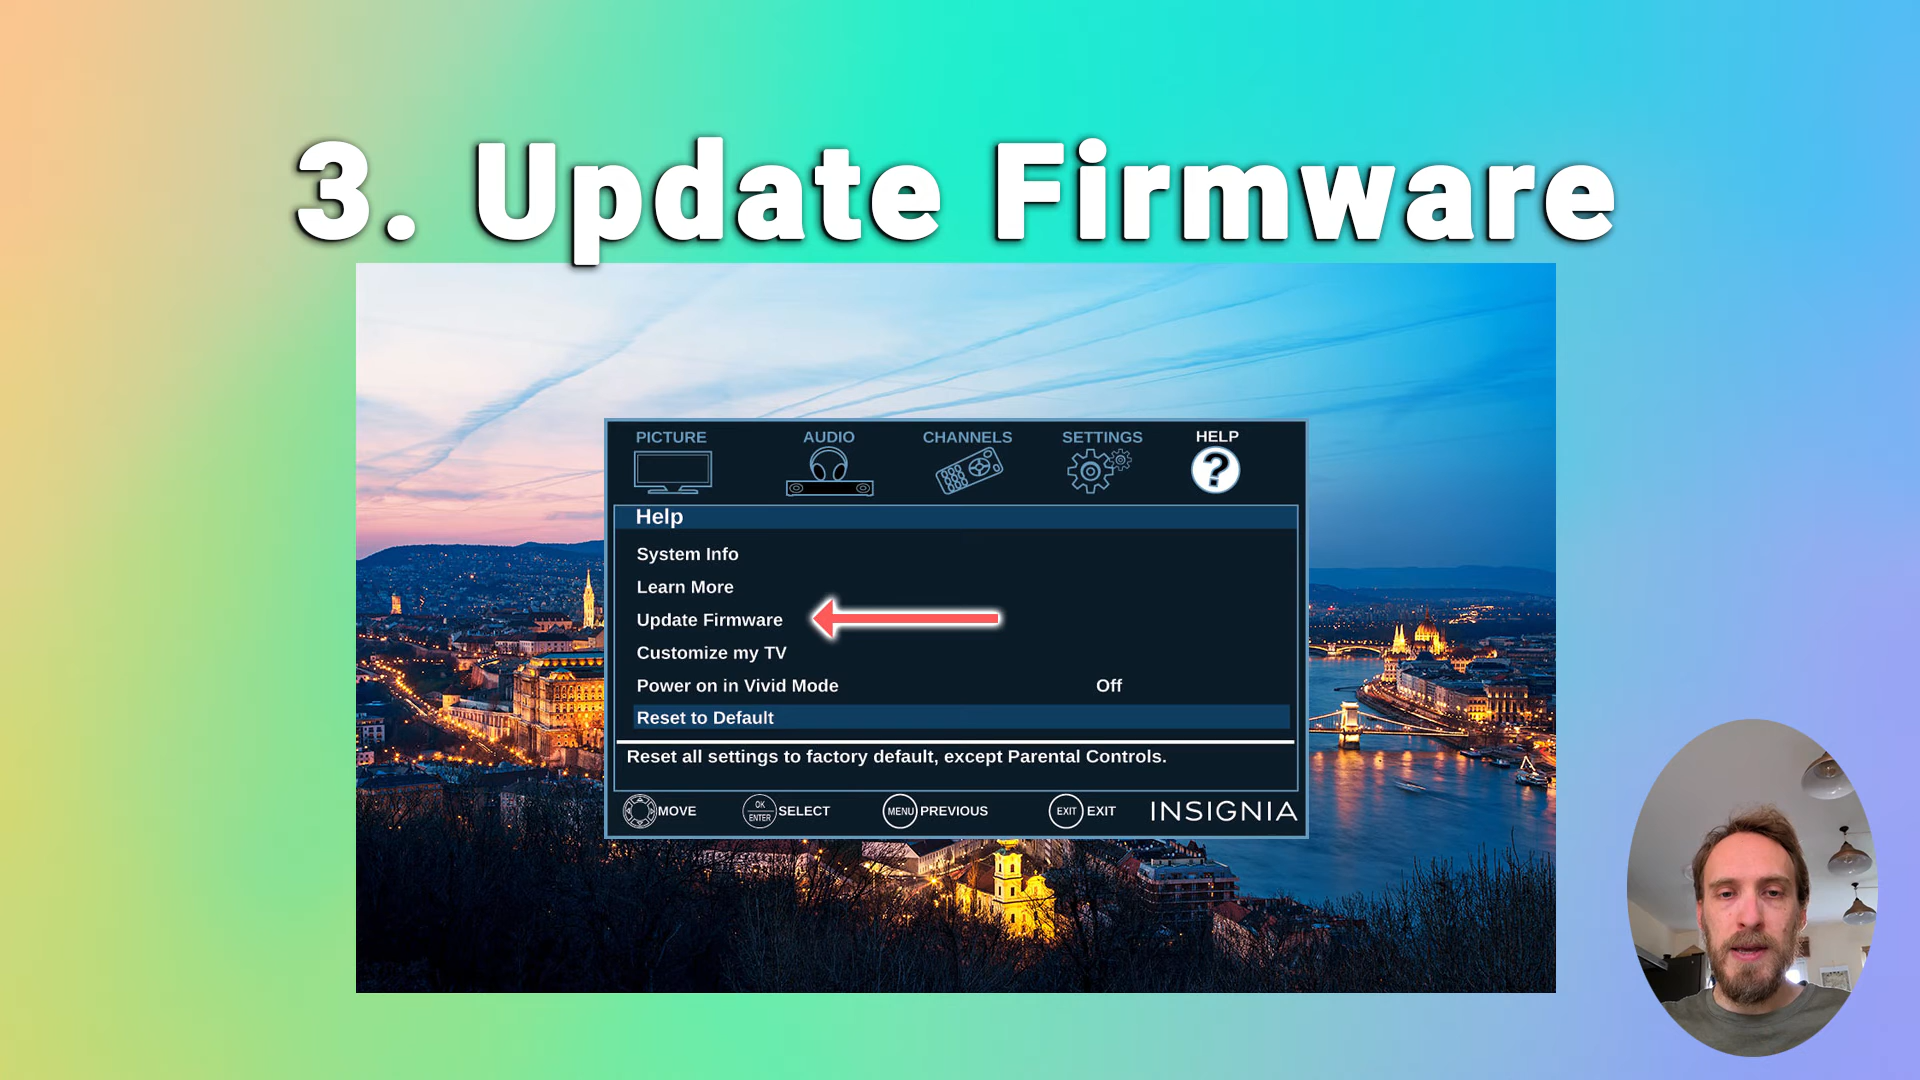 3. Update Firmware
PICTURE AUDIO CHANNELS SETTINGS HELP
?
Help
System Info
Learn More
Update Firmware
Customize my TV
Power on in Vivid Mode Off
Reset to Default
Reset all settings to factory default, except Parental Controls.
MOVE OK ENTER SELECT MENU PREVIOUS EXIT EXIT INSIGNIA